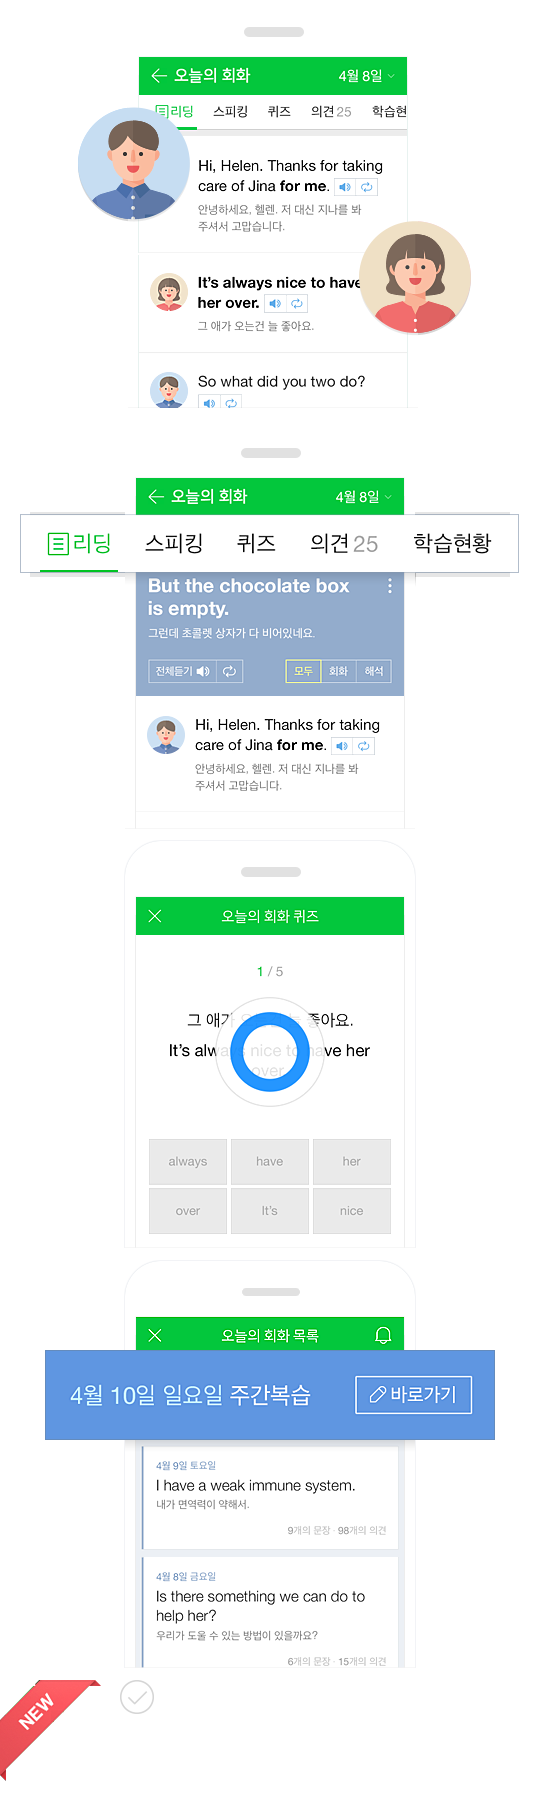 오늘의 회화 4월 8일
리딩 스피킹 퀴즈 의견 25 학습현
Hi, Helen. Thanks for taking
care of Jina for me.
안녕하세요, 헬렌. 저 대신 지나를 봐
주셔서 고맙습니다.
It's always nice to have
her over.
그 애가 오는건 늘 좋아요.
So what did you two do?
오늘의 회화 4월 8일
리딩 스피킹 퀴즈 의견 25 학습현황
But the chocolate box
is empty.
그런데 초콜렛 상자가 다 비어있네요.
전체듣기 모두 회화 해석
Hi, Helen. Thanks for taking
care of Jina for me.
안녕하세요, 헬렌. 저 대신 지나를 봐
주셔서 고맙습니다.
오늘의 회화 퀴즈
1 / 5
그 애가 오는건 늘 좋아요.
It's always nice to have her
over.
always have her
over It's nice
오늘의 회화 목록
4월 10일 일요일 주간복습 바로가기
4월 9일 토요일
I have a weak immune system.
내가 면역력이 약해서.
9개의 문장 · 98개의 의견
4월 8일 금요일
Is there something we can do to
help her?
우리가 도울 수 있는 방법이 있을까요?
6개의 문장 · 15개의 의견
NEW